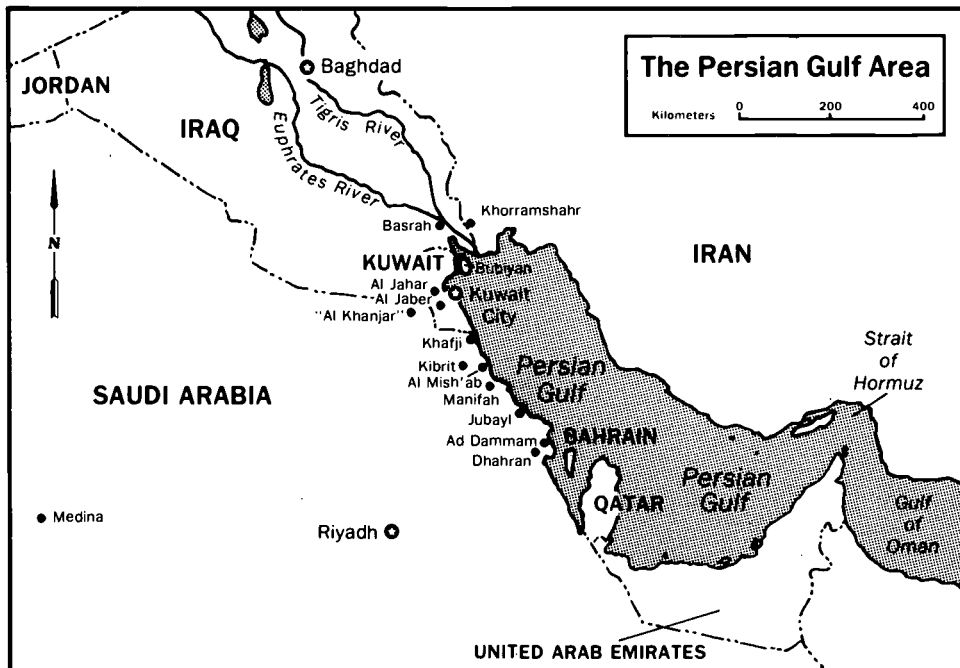 The Persian Gulf Area
Kilometers 0 200 400
JORDAN
Baghdad
IRAQ
Tigris River
Euphrates River
N
Basrah
Khorramshahr
IRAN
KUWAIT
Bubiyan
Al Jahar
Al Jaber
"Al Khanjar"
Kuwait
City
Khafji
Kibrit
Al Mish'ab
Manifah
Jubayl
Persian
Gulf
Strait
of
Hormuz
SAUDI ARABIA
Ad Dammam
BAHRAIN
Dhahran
Persian
Gulf
QATAR
Gulf
of
Oman
Medina
Riyadh
UNITED ARAB EMIRATES